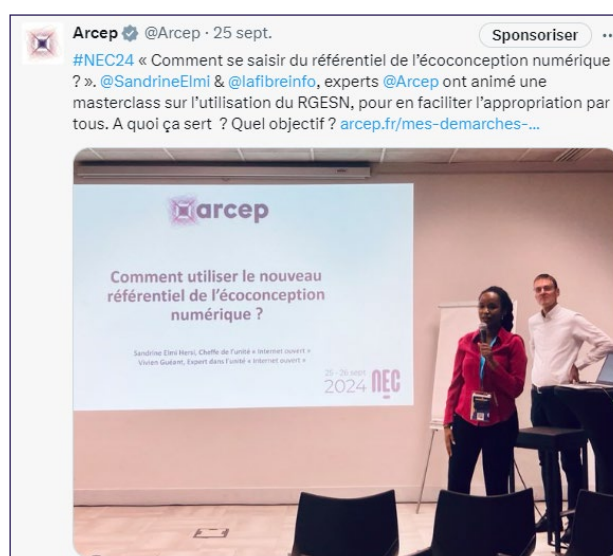 Arcep @Arcep · 25 sept.
Sponsoriser
#NEC24 « Comment se saisir du référentiel de l'écoconception numérique
? ». @SandrineElmi & @lafibreinfo, experts @Arcep ont animé une
masterclass sur l'utilisation du RGESN, pour en faciliter l'appropriation par
tous. A quoi ça sert ? Quel objectif ? arcep.fr/mes-demarches-...
arcep
Comment utiliser le nouveau
référentiel de l'écoconception
numérique ?
Sandrine Elmi Hersi, Cheffe de l'unité « Internet ouvert »
Vivien Guéant, Expert dans l'unité « Internet ouvert »
25 - 26 sept
2024 NEC